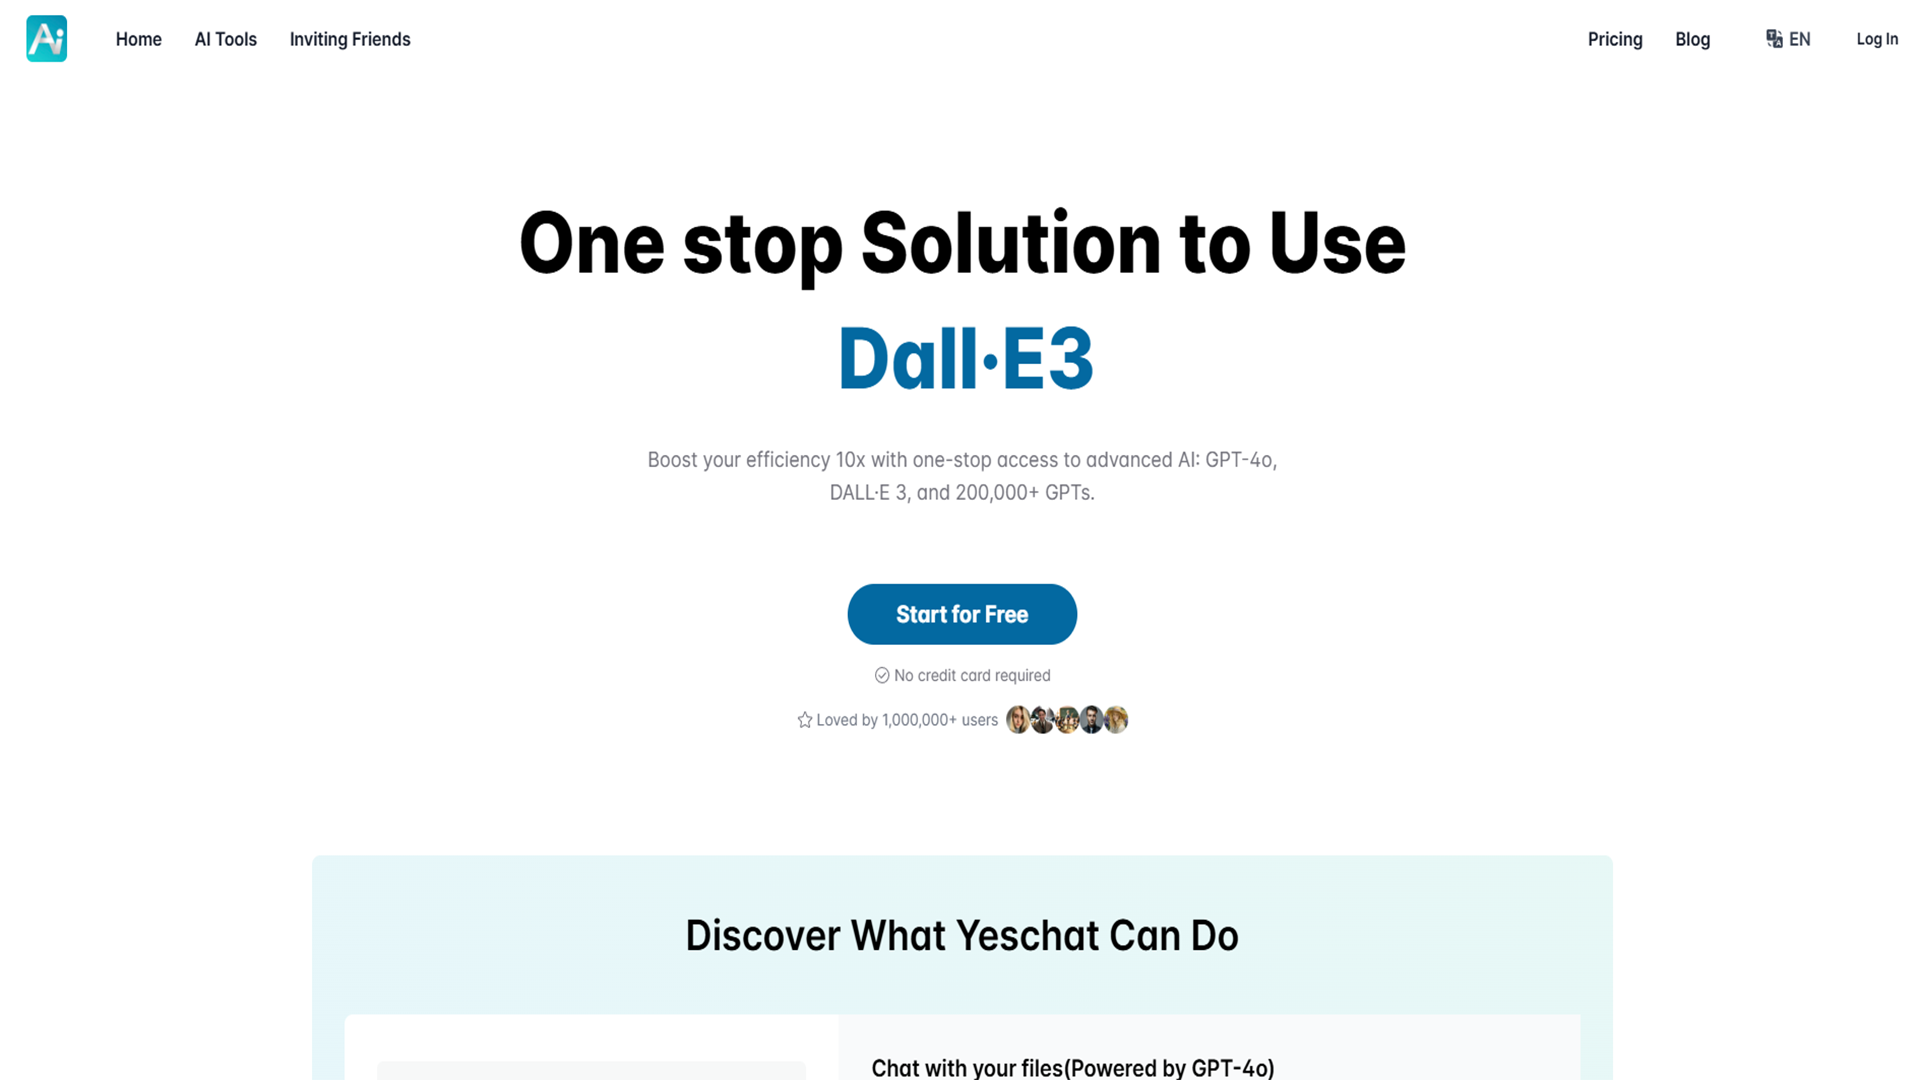 Ai
Home
AI Tools
Inviting Friends
Pricing
Blog
EN
Log In
One stop Solution to Use
Dall·E3
Boost your efficiency 10x with one-stop access to advanced AI: GPT-4o,
DALL·E 3, and 200,000+ GPTs.
Start for Free
No credit card required
Loved by 1,000,000+ users
Discover What Yeschat Can Do
Chat with your files(Powered by GPT-4o)